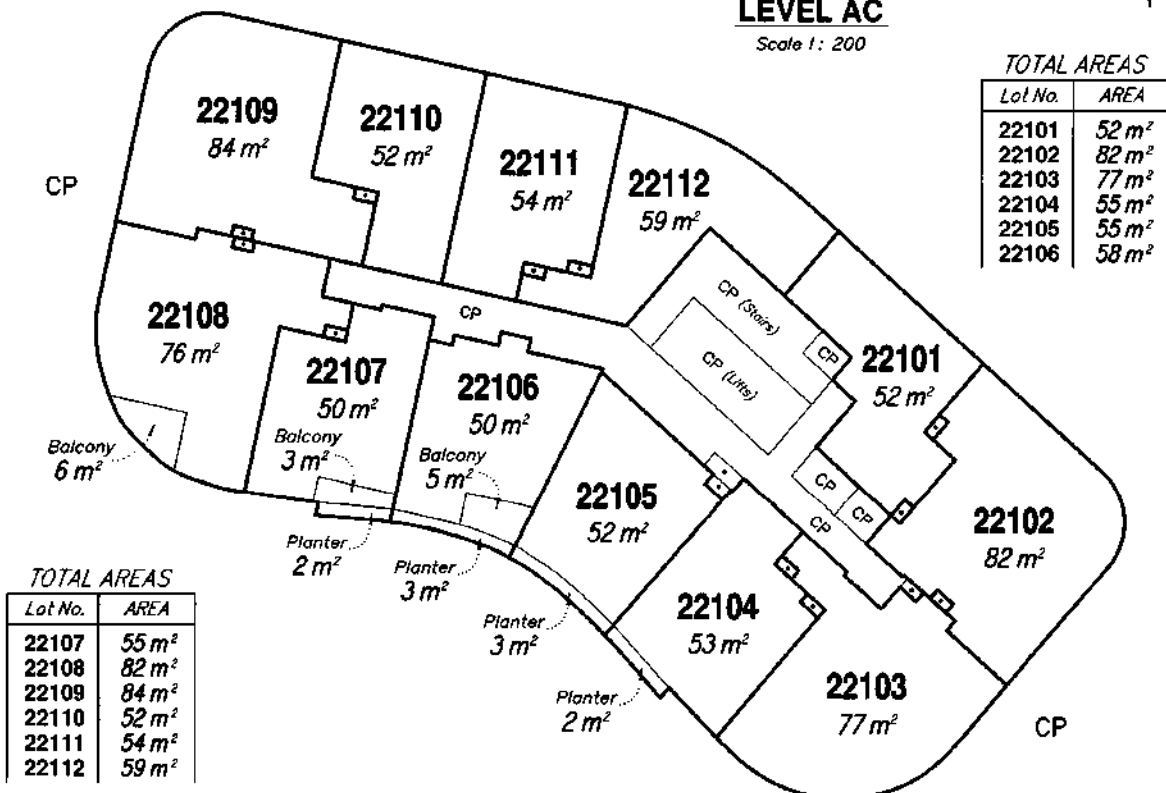 LEVEL AC
Scale 1: 200
TOTAL AREAS
Lot No. AREA
22101 52 m²
22102 82 m²
22103 77 m²
22104 55 m²
22105 55 m²
22106 58 m²
22109
84 m²
22110
52 m²
22111
54 m²
22112
59 m²
CP
22108
76 m²
CP
CP (Stairs)
CP (Lifts)
CP
22101
52 m²
22107
50 m²
22106
50 m²
Balcony
6 m²
Balcony
3 m²
Balcony
5 m²
22105
52 m²
CP
CP
CP
22102
82 m²
Planter
2 m²
Planter
3 m²
Planter
3 m²
Planter
2 m²
22104
53 m²
22103
77 m²
CP
TOTAL AREAS
Lot No. AREA
22107 55 m²
22108 82 m²
22109 84 m²
22110 52 m²
22111 54 m²
22112 59 m²